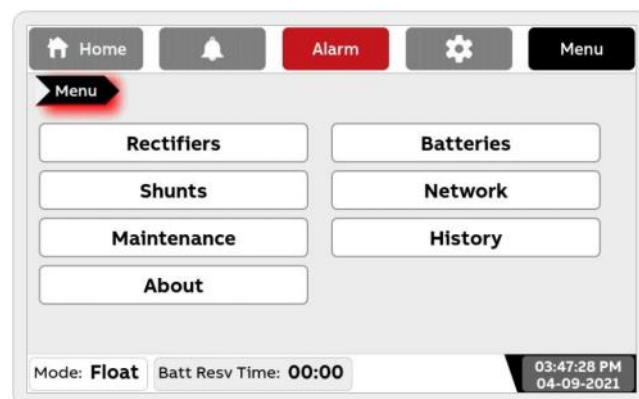 Home Alarm Menu
Menu
Rectifiers Batteries
Shunts Network
Maintenance History
About
Mode: Float Batt Resv Time: 00:00 03:47:28 PM
04-09-2021